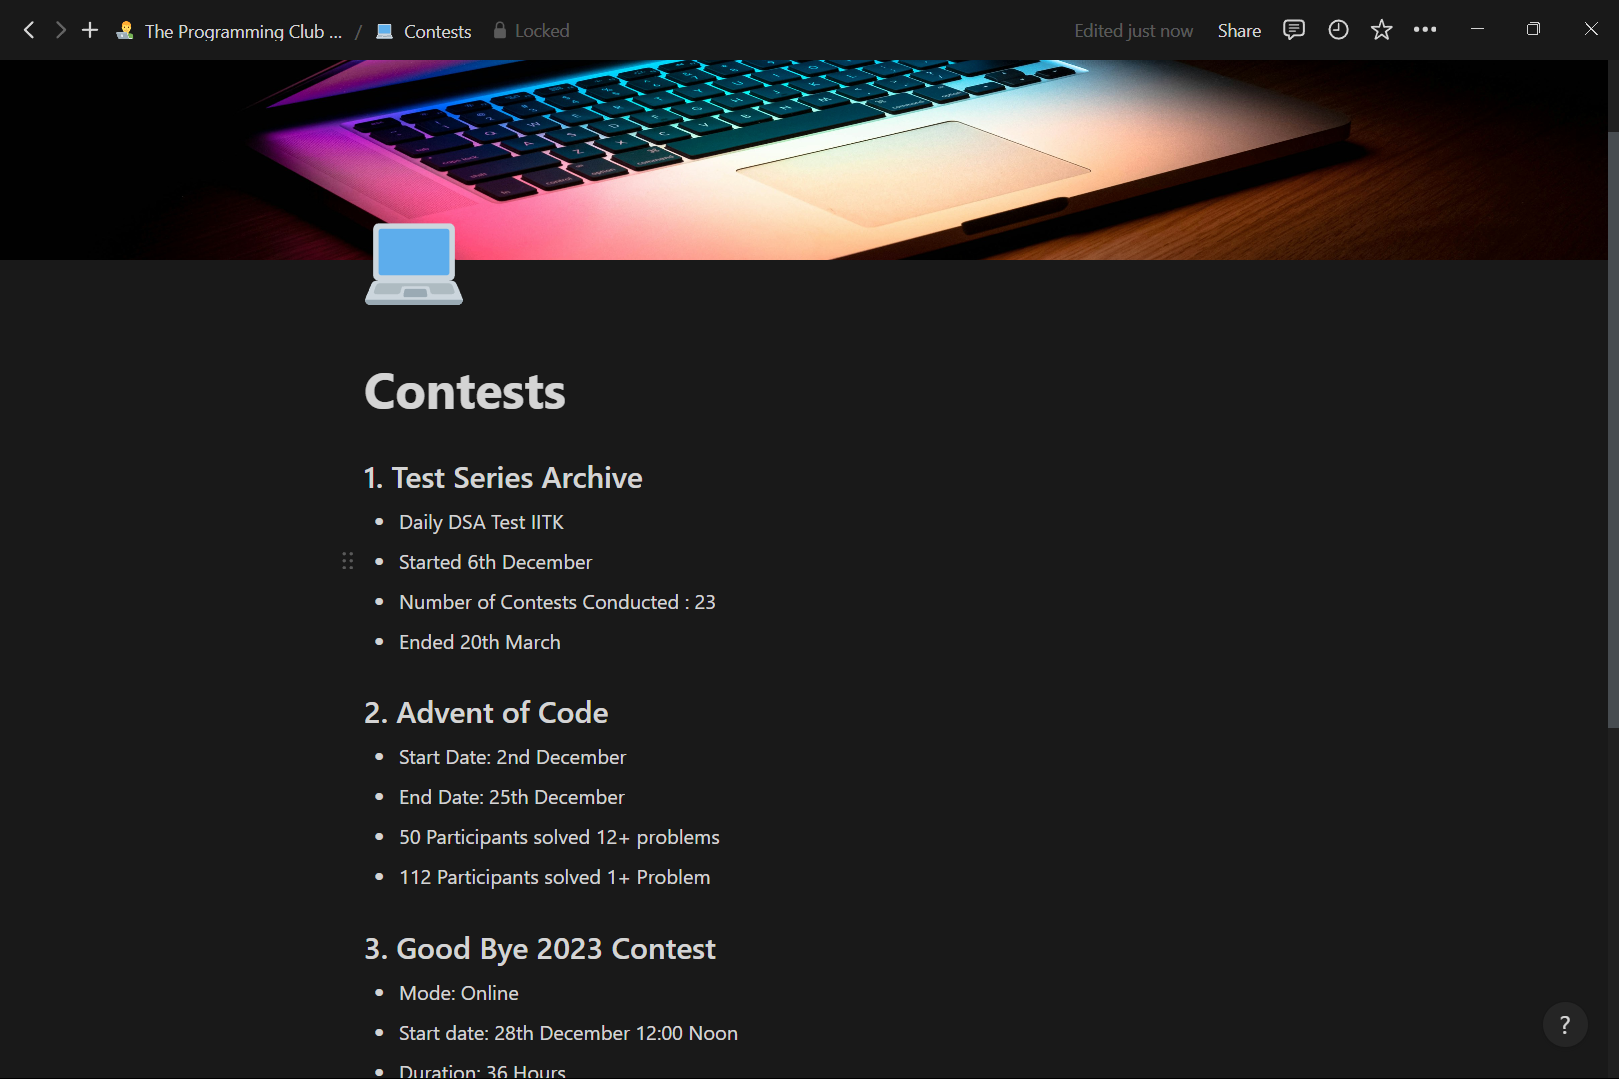 The Programming Club ... / Contests Locked Edited just now Share
Contests
1. Test Series Archive
• Daily DSA Test IITK
• Started 6th December
• Number of Contests Conducted : 23
• Ended 20th March
2. Advent of Code
• Start Date: 2nd December
• End Date: 25th December
• 50 Participants solved 12+ problems
• 112 Participants solved 1+ Problem
3. Good Bye 2023 Contest
• Mode: Online
• Start date: 28th December 12:00 Noon
• Duration: 36 Hours
?